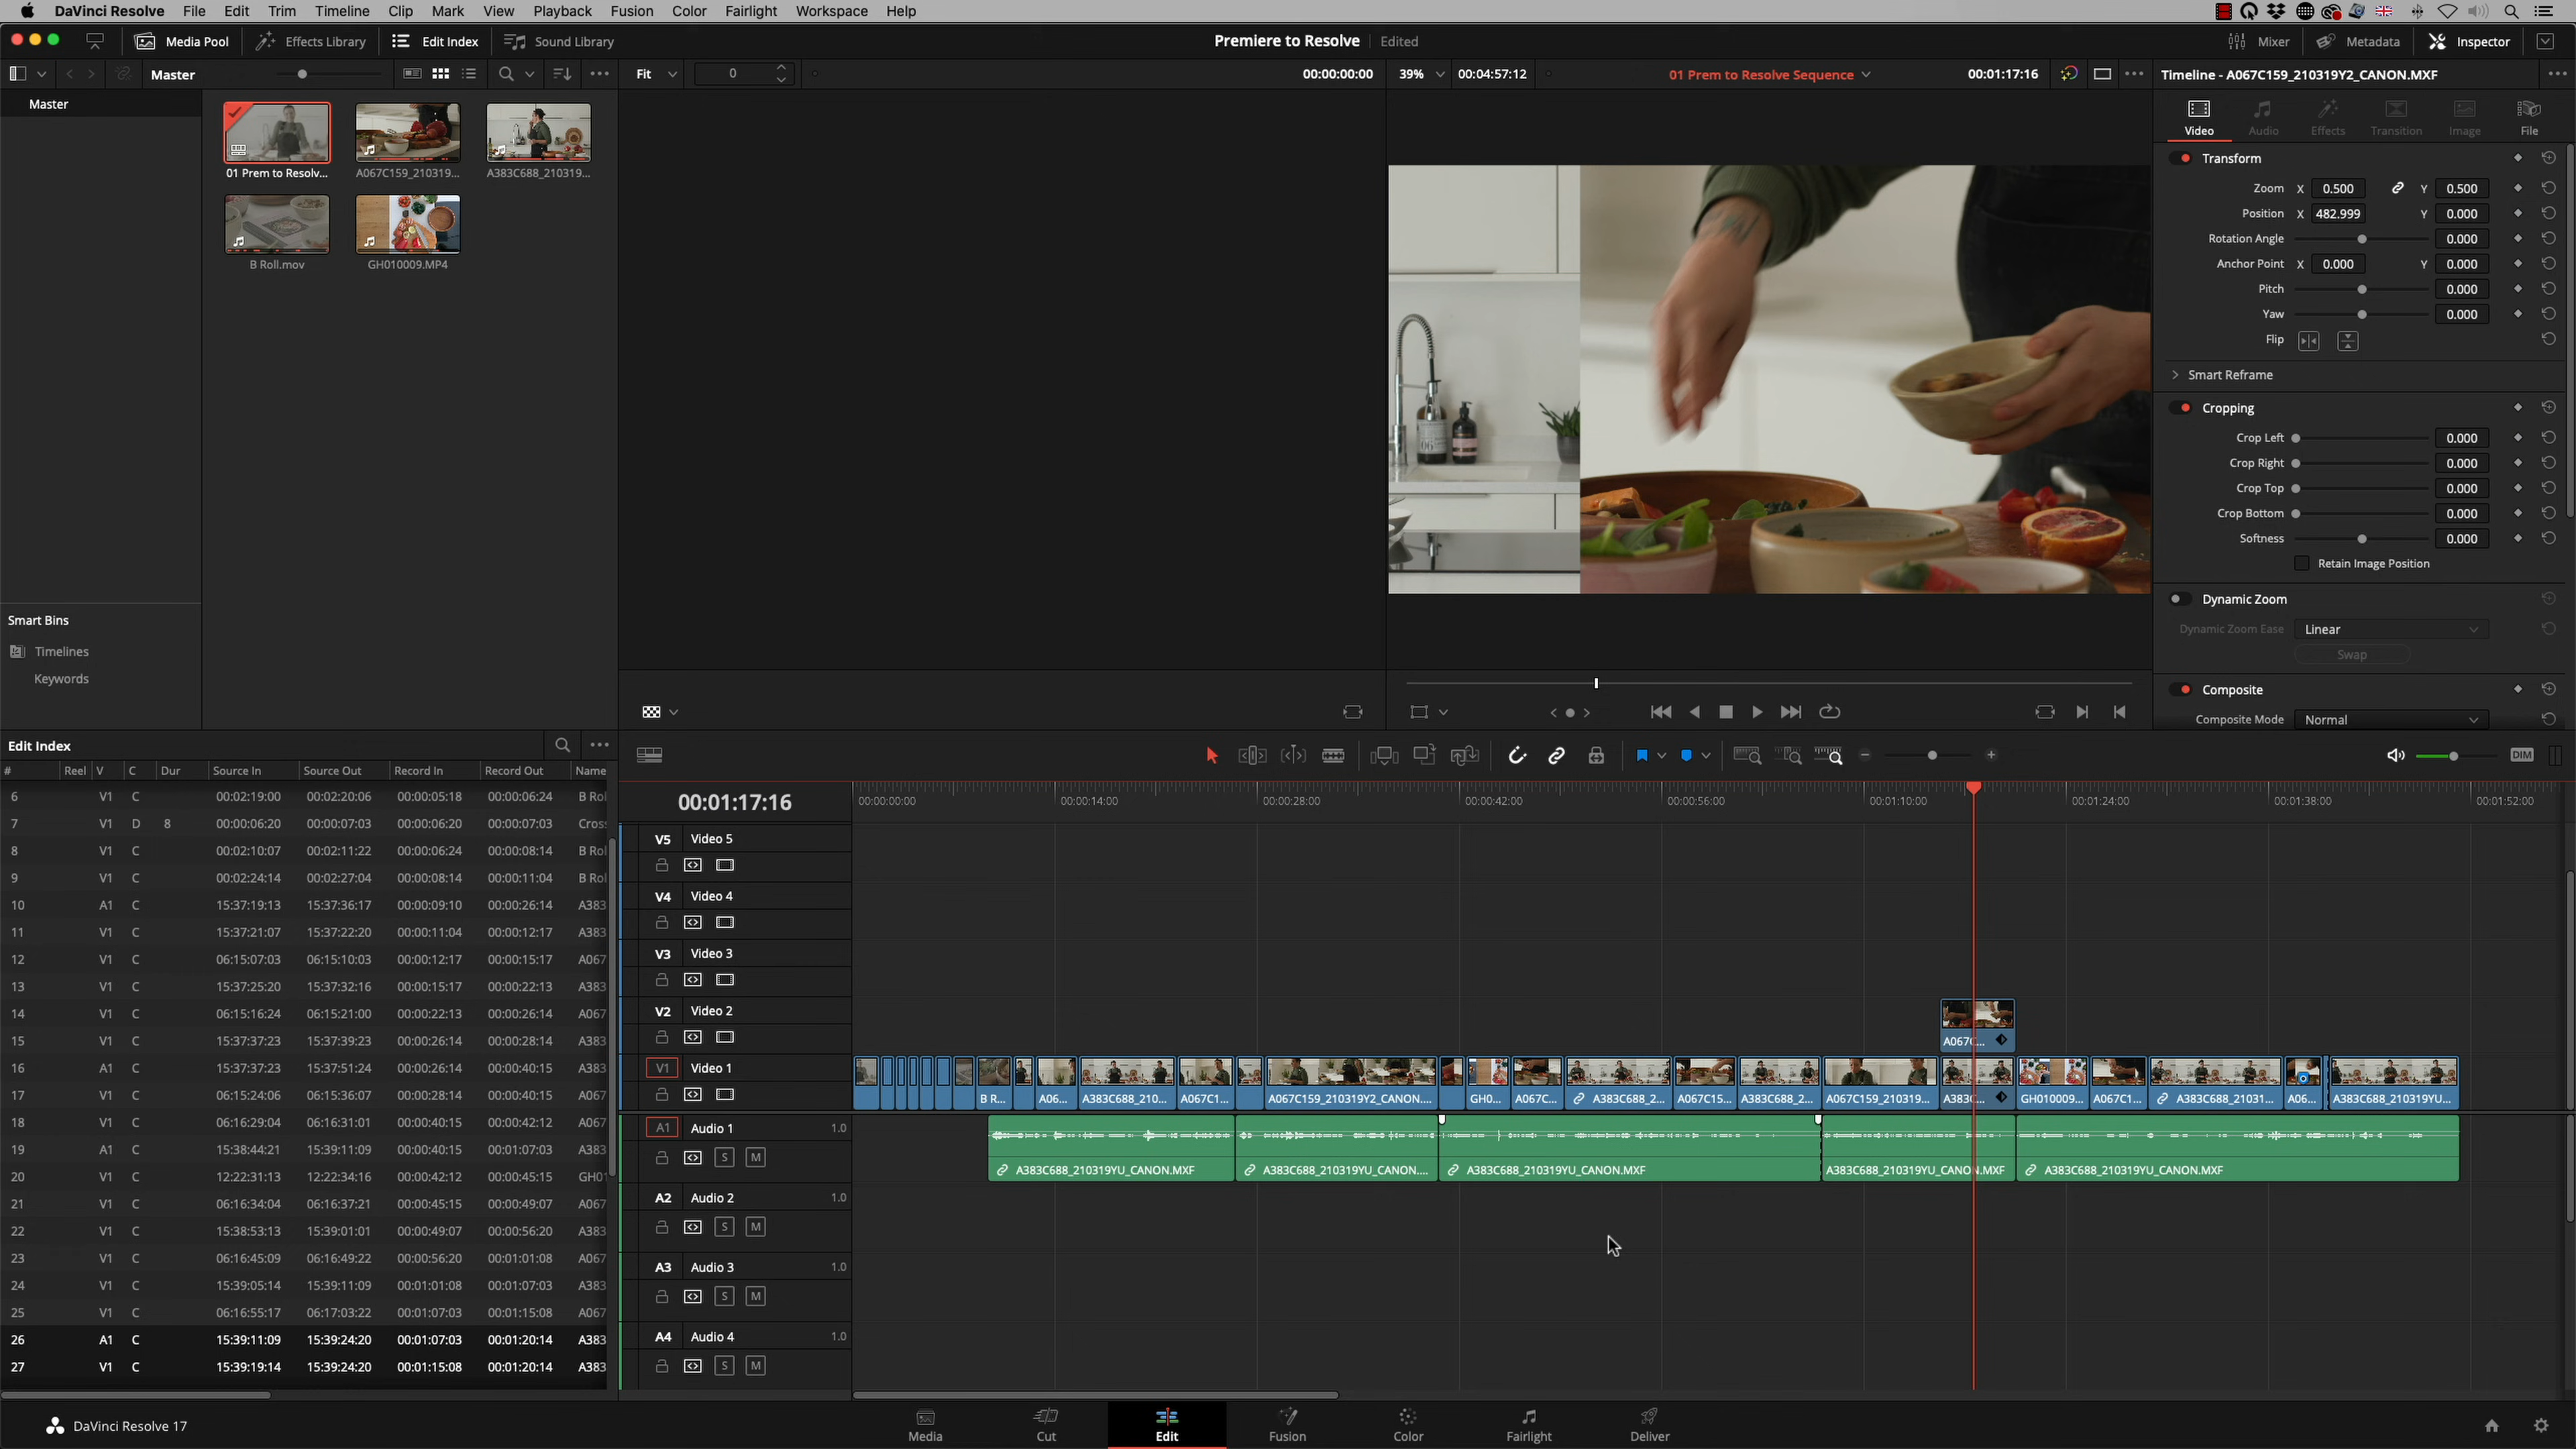 DaVinci Resolve File Edit Trim Timeline Clip Mark View Playback Fusion Color Fairlight Workspace Help
Media Pool Effects Library Edit Index Sound Library Premiere to Resolve Edited Mixer Metadata Inspector
Master Fit 0 00:00:00:00 39% 00:04:57:12 01 Prem to Resolve Sequence 00:01:17:16 Timeline - A067C159_210319Y2_CANON.MXF
Master
01 Prem to Resolv... A067C159_210319... A383C688_210319...
B Roll.mov GH010009.MP4
Smart Bins
Timelines
Keywords
Video Audio Effects Transition Image File
Transform
Zoom X 0.500 Y 0.500
Position X 482.999 Y 0.000
Rotation Angle 0.000
Anchor Point X 0.000 Y 0.000
Pitch 0.000
Yaw 0.000
Flip
Smart Reframe
Cropping
Crop Left 0.000
Crop Right 0.000
Crop Top 0.000
Crop Bottom 0.000
Softness 0.000
Retain Image Position
Dynamic Zoom
Dynamic Zoom Ease Linear
Swap
Composite
Composite Mode Normal
Edit Index
# Reel V C Dur Source In Source Out Record In Record Out Name
6 V1 C 00:02:19:00 00:02:20:06 00:00:05:18 00:00:06:24 B Rol
7 V1 D 8 00:00:06:20 00:00:07:03 00:00:06:20 00:00:07:03 Cros
8 V1 C 00:02:10:07 00:02:11:22 00:00:06:24 00:00:08:14 B Rol
9 V1 C 00:02:24:14 00:02:27:04 00:00:08:14 00:00:11:04 B Rol
10 A1 C 15:37:19:13 15:37:36:17 00:00:09:10 00:00:26:14 A383
11 V1 C 15:37:21:07 15:37:22:20 00:00:11:04 00:00:12:17 A383
12 V1 C 06:15:07:03 06:15:10:03 00:00:12:17 00:00:15:17 A067
13 V1 C 15:37:25:20 15:37:32:16 00:00:15:17 00:00:22:13 A383
14 V1 C 06:15:16:24 06:15:21:00 00:00:22:13 00:00:26:14 A067
15 V1 C 15:37:37:23 15:37:39:23 00:00:26:14 00:00:28:14 A383
16 A1 C 15:37:37:23 15:37:51:24 00:00:26:14 00:00:40:15 A383
17 V1 C 06:15:24:06 06:15:36:07 00:00:28:14 00:00:40:15 A067
18 V1 C 06:16:29:04 06:16:31:01 00:00:40:15 00:00:42:12 A067
19 A1 C 15:38:44:21 15:39:11:09 00:00:40:15 00:01:07:03 A383
20 V1 C 12:22:31:13 12:22:34:16 00:00:42:12 00:00:45:15 GH01
21 V1 C 06:16:34:04 06:16:37:21 00:00:45:15 00:00:49:07 A067
22 V1 C 15:38:53:13 15:39:01:01 00:00:49:07 00:00:56:20 A383
23 V1 C 06:16:45:09 06:16:49:22 00:00:56:20 00:01:01:08 A067
24 V1 C 15:39:05:14 15:39:11:09 00:01:01:08 00:01:07:03 A383
25 V1 C 06:16:55:17 06:17:03:22 00:01:07:03 00:01:15:08 A067
26 A1 C 15:39:11:09 15:39:24:20 00:01:07:03 00:01:20:14 A383
27 V1 C 15:39:19:14 15:39:24:20 00:01:15:08 00:01:20:14 A383
DIM
00:01:17:16 00:00:00:00 00:00:14:00 00:00:28:00 00:00:42:00 00:00:56:00 00:01:10:00 00:01:24:00 00:01:38:00 00:01:52:00
V5 Video 5
V4 Video 4
V3 Video 3
V2 Video 2
A067C...
V1 Video 1
B R... A06... A383C688_210... A067C1... A067C159_210319Y2_CANON.... GH0... A067C... A383C688_2... A067C15... A383C688_2... A067C159_210319... A383C... GH010009... A067C1... A383C688_21031... A06... A383C688_210319YU...
A1 Audio 1 1.0
S M
A383C688_210319YU_CANON.MXF A383C688_210319YU_CANON.... A383C688_210319YU_CANON.MXF A383C688_210319YU_CANON.MXF A383C688_210319YU_CANON.MXF
A2 Audio 2 1.0
S M
A3 Audio 3 1.0
S M
A4 Audio 4 1.0
S M
DaVinci Resolve 17 Media Cut Edit Fusion Color Fairlight Deliver